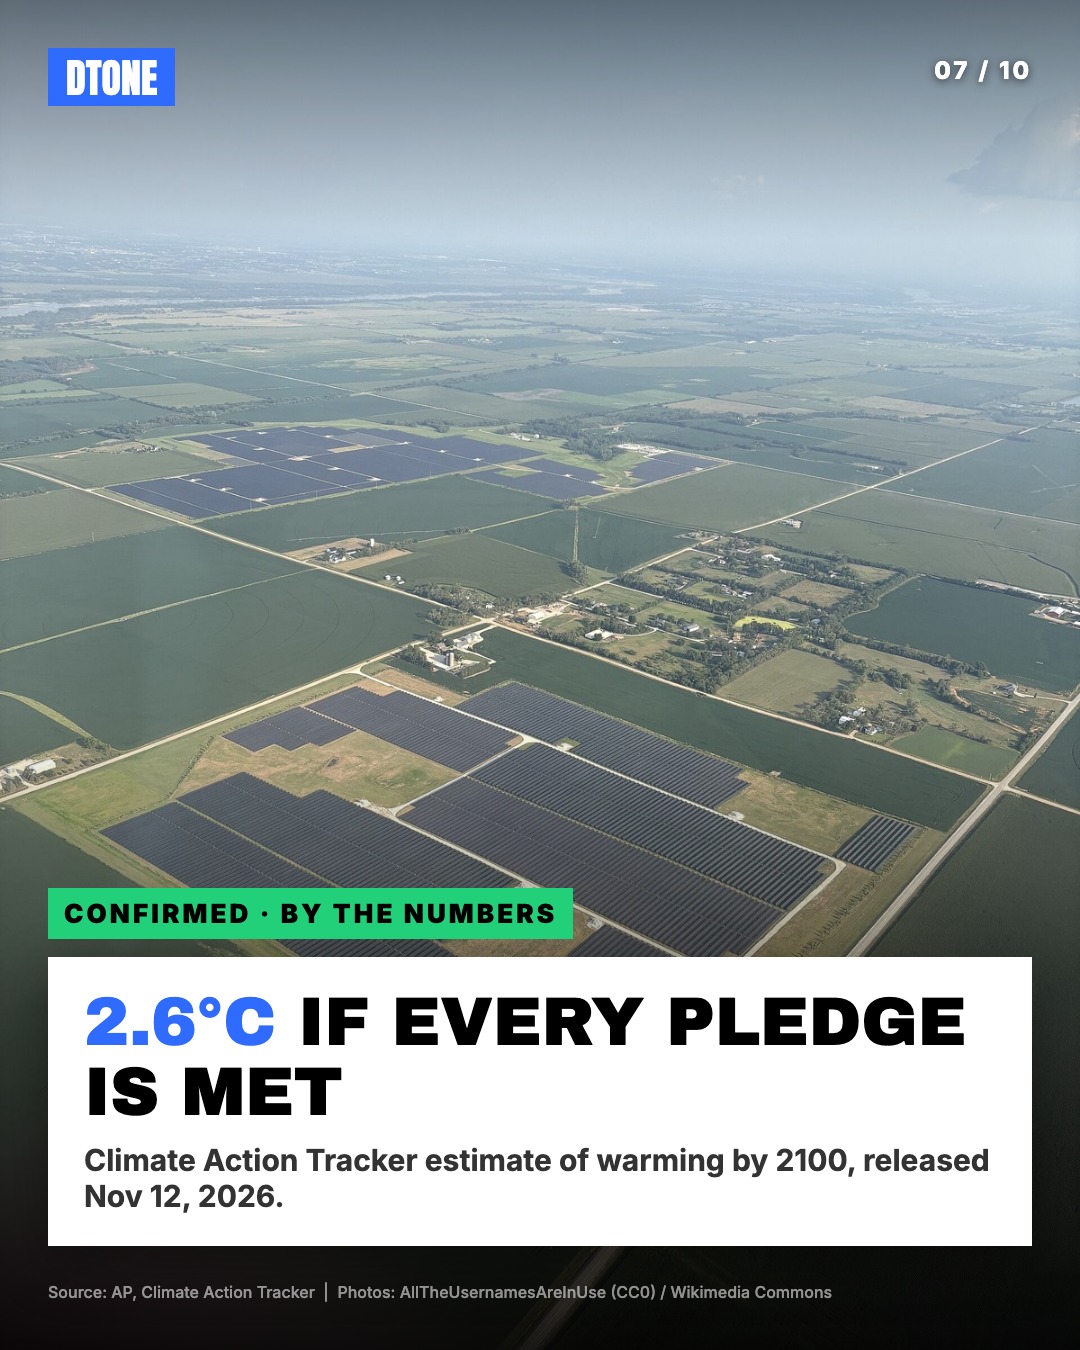 DTONE
07 / 10
CONFIRMED · BY THE NUMBERS
2.6°C IF EVERY PLEDGE
IS MET
Climate Action Tracker estimate of warming by 2100, released
Nov 12, 2026.
Source: AP, Climate Action Tracker | Photos: AllTheUsernamesAreInUse (CC0) / Wikimedia Commons